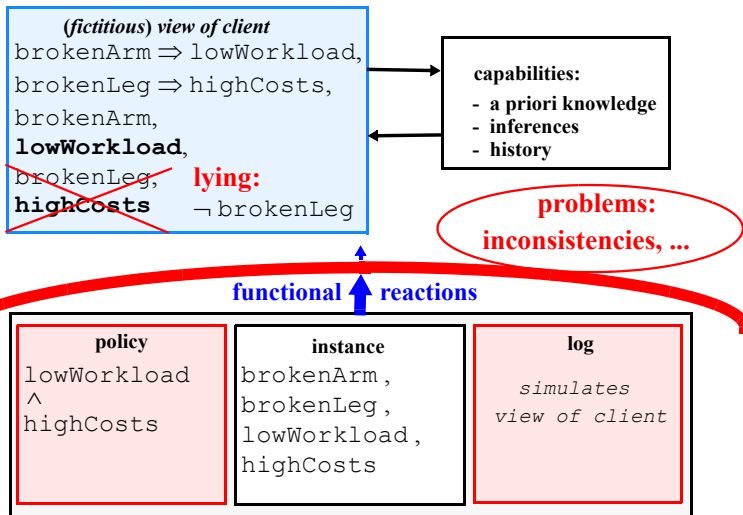 (fictitious) view of client
brokenArm ⇒ lowWorkload,
brokenLeg ⇒ highCosts,
brokenArm,
lowWorkload,
brokenLeg,
highCosts
lying:
¬ brokenLeg
capabilities:
- a priori knowledge
- inferences
- history
problems:
inconsistencies, ...
functional reactions
policy
lowWorkload
^
highCosts
instance
brokenArm ,
brokenLeg ,
lowWorkload ,
highCosts
log
simulates
view of client